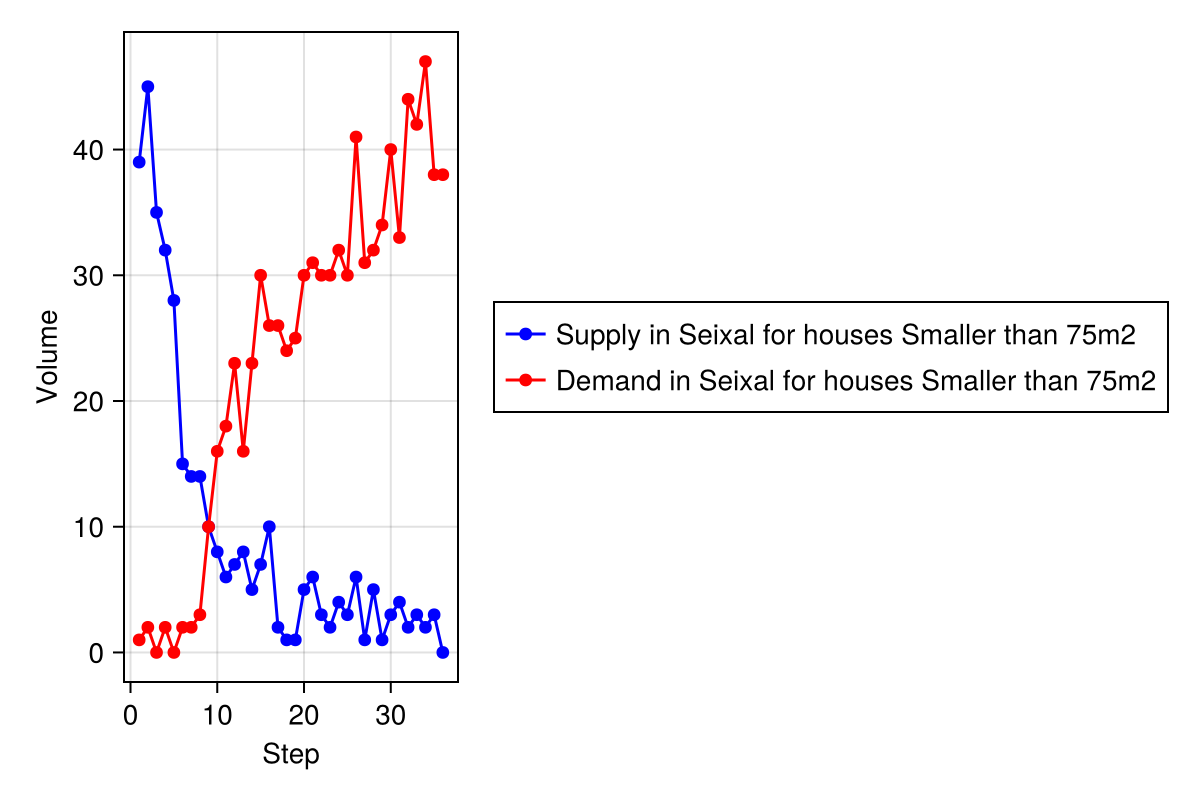 Volume
40
30
20
10
0
0 10 20 30
Step
Supply in Seixal for houses Smaller than 75m2
Demand in Seixal for houses Smaller than 75m2